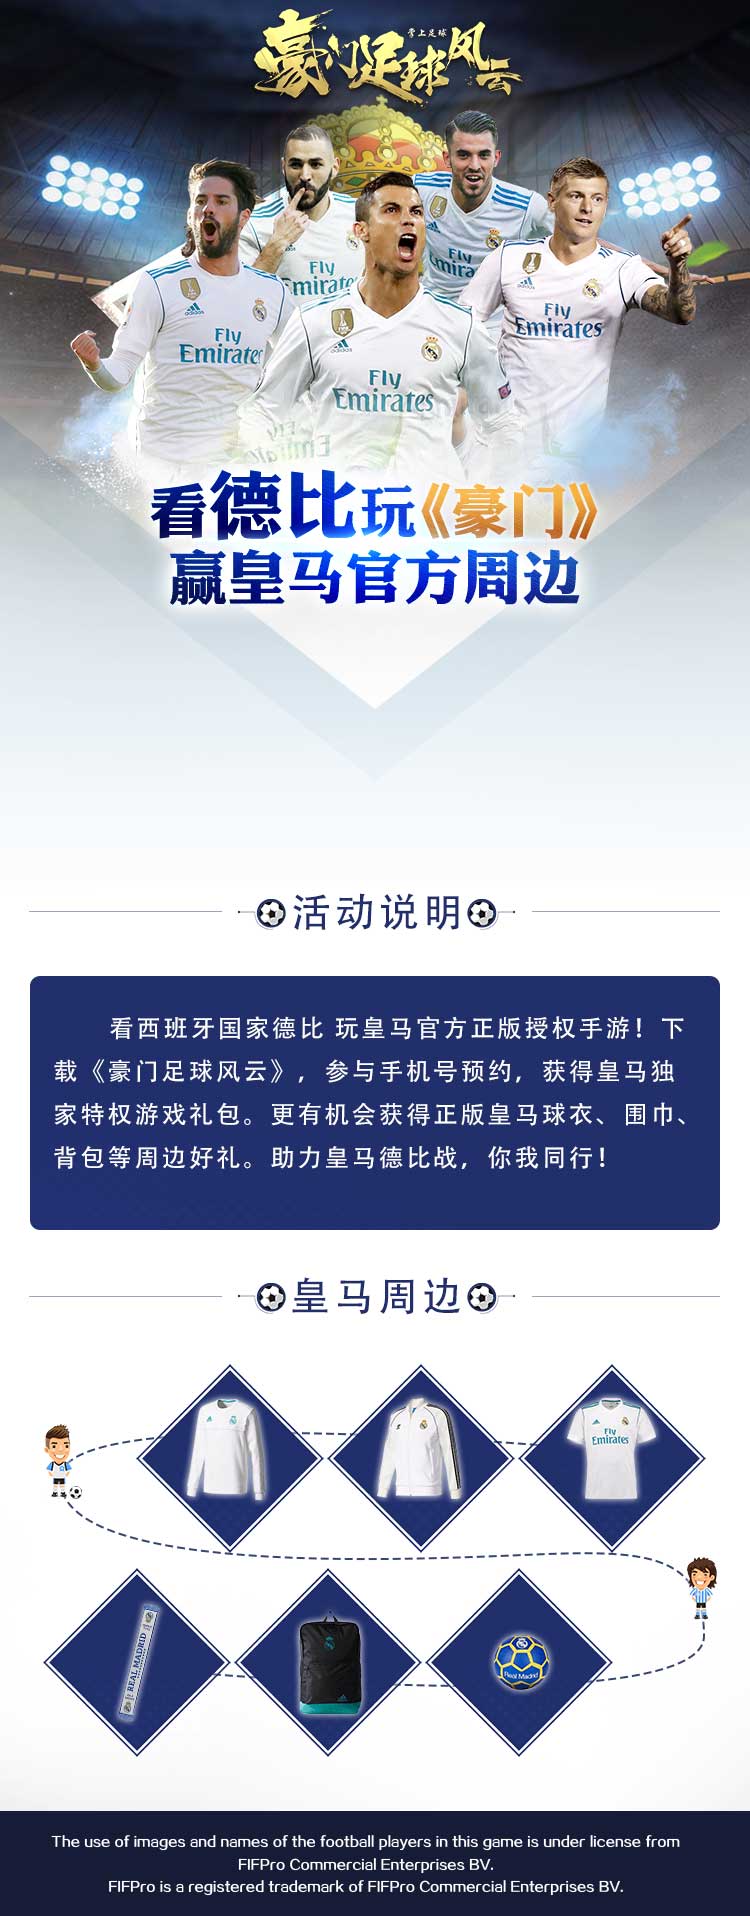 掌上足球
豪门足球风云
Fly
Emirates
Fly
Emirates
Fly
Emirates
adidas
Fly
Emirates
adidas
Fly
Emirates
看德比玩《豪门》
赢皇马官方周边
活动说明
看西班牙国家德比 玩皇马官方正版授权手游！下
载《豪门足球风云》，参与手机号预约，获得皇马独
家特权游戏礼包。更有机会获得正版皇马球衣、围巾、
背包等周边好礼。助力皇马德比战，你我同行！
皇马周边
Fly
Emirates
REAL MADRID
adidas
Real Madrid
The use of images and names of the football players in this game is under license from
FIFPro Commercial Enterprises BV.
FIFPro is a registered trademark of FIFPro Commercial Enterprises BV.